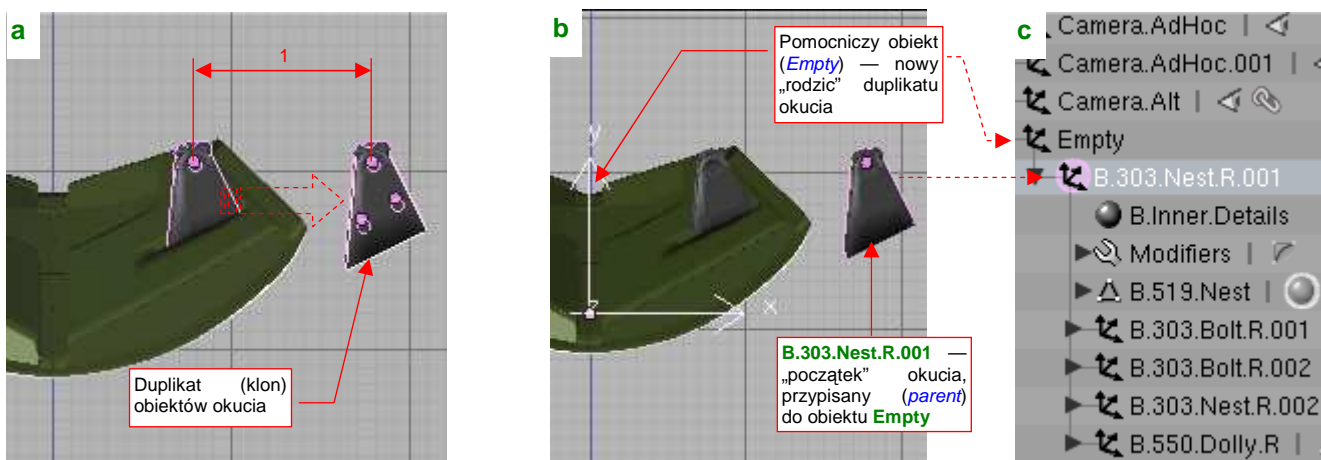 a
1
Duplikat (klon)
obiektów okucia
b
Pomocniczy obiekt
(Empty) — nowy
„rodzic” duplikatu
okucia
y
x
z
B.303.Nest.R.001 —
„początek” okucia,
przypisany (parent)
do obiektu Empty
c
Camera.AdHoc
Camera.AdHoc.001
Camera.Alt
Empty
B.303.Nest.R.001
B.Inner.Details
Modifiers
B.519.Nest
B.303.Bolt.R.001
B.303.Bolt.R.002
B.303.Nest.R.002
B.550.Dolly.R